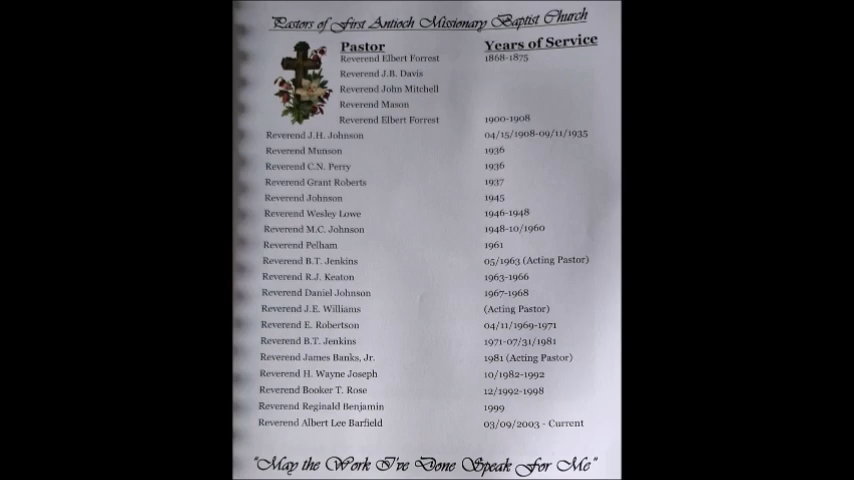 Pastors of First Antioch Missionary Baptist Church
Pastor Years of Service
Reverend Elbert Forrest 1868-1875
Reverend J.B. Davis
Reverend John Mitchell
Reverend Mason
Reverend Elbert Forrest 1900-1908
Reverend J.H. Johnson 04/15/1908-09/11/1935
Reverend Munson 1936
Reverend C.N. Perry 1936
Reverend Grant Roberts 1937
Reverend Johnson 1945
Reverend Wesley Lowe 1946-1948
Reverend M.C. Johnson 1948-10/1960
Reverend Pelham 1961
Reverend B.T. Jenkins 05/1963 (Acting Pastor)
Reverend R.J. Keaton 1963-1966
Reverend Daniel Johnson 1967-1968
Reverend J.E. Williams (Acting Pastor)
Reverend E. Robertson 04/11/1969-1971
Reverend B.T. Jenkins 1971-07/31/1981
Reverend James Banks, Jr. 1981 (Acting Pastor)
Reverend H. Wayne Joseph 10/1982-1992
Reverend Booker T. Rose 12/1992-1998
Reverend Reginald Benjamin 1999
Reverend Albert Lee Barfield 03/09/2003 - Current
"May the Work I've Done Speak For Me"